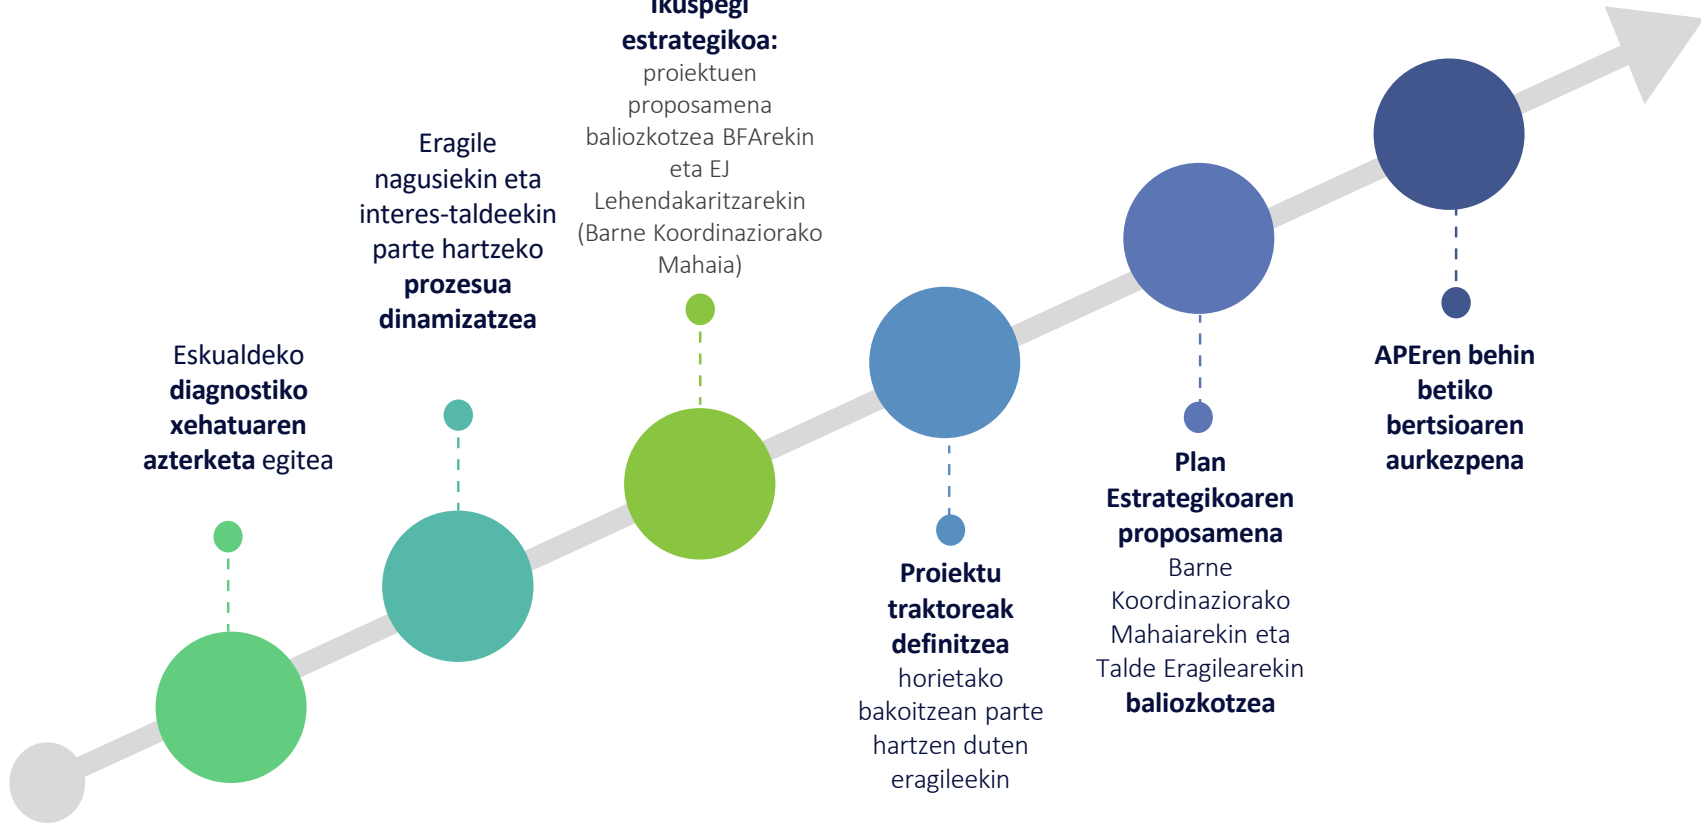 Ikuspegi
estrategikoa:
proiektuen
proposamena
baliozkotzea BFArekin
eta EJ
Lehendakaritzarekin
(Barne Koordinaziorako
Mahaia)
Eragile
nagusiekin eta
interes-taldeekin
parte hartzeko
prozesua
dinamizatzea
Eskualdeko
diagnostiko
xehatuaren
azterketa egitea
Proiektu
traktoreak
definitzea
horietako
bakoitzean parte
hartzen duten
eragileekin
Plan
Estrategikoaren
proposamena
Barne
Koordinaziorako
Mahaiarekin eta
Talde Eragilearekin
baliozkotzea
APEren behin
betiko
bertsioaren
aurkezpena